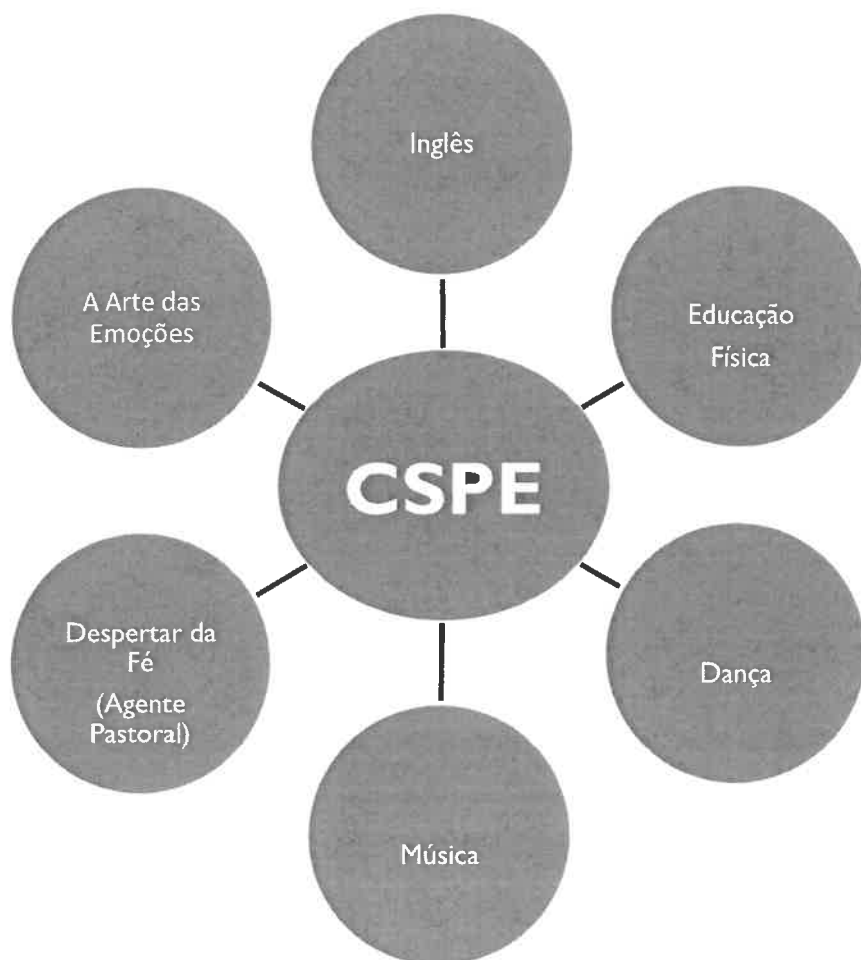 Inglês
A Arte das
Emoções
Educação
Física
CSPE
Despertar da
Fé
(Agente
Pastoral)
Dança
Música